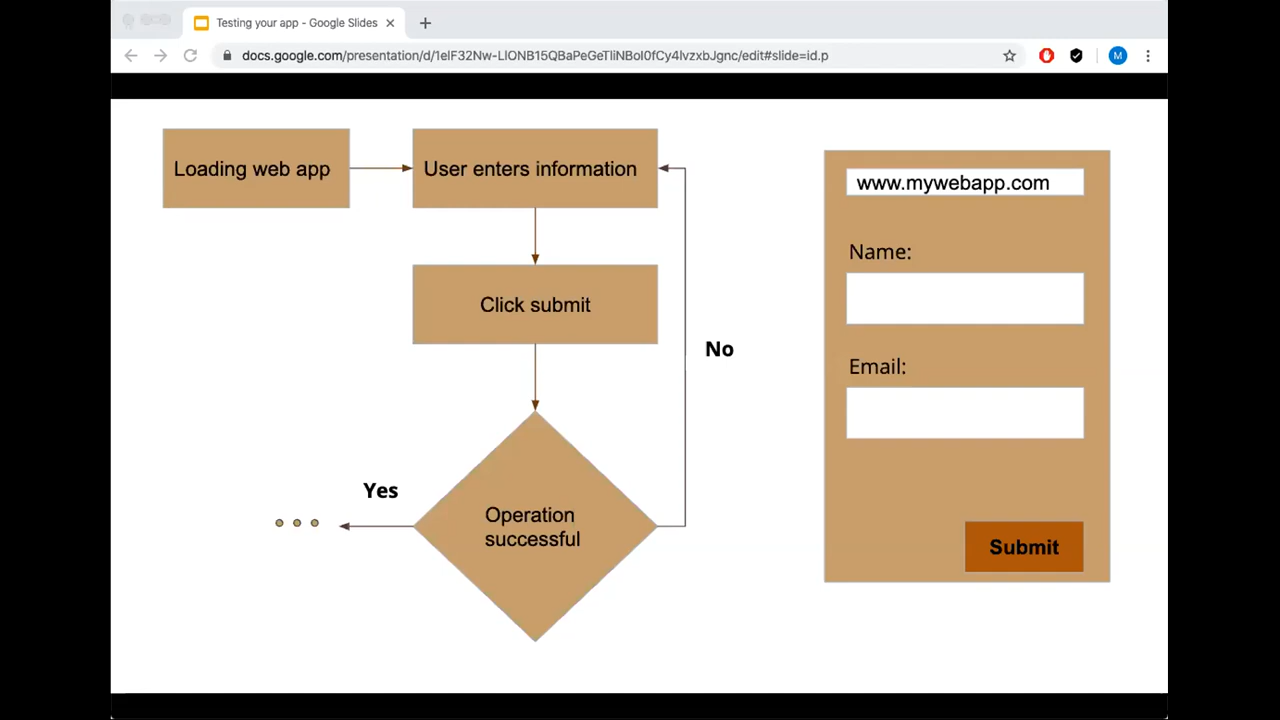 Testing your app - Google Slides
docs.google.com/presentation/d/1elF32Nw-LlONB15QBaPeGeTliNBoI0fCy4lvzxbJgnc/edit#slide=id.p
M
Loading web app
User enters information
www.mywebapp.com
Name:
Click submit
No
Email:
Yes
Operation
successful
Submit